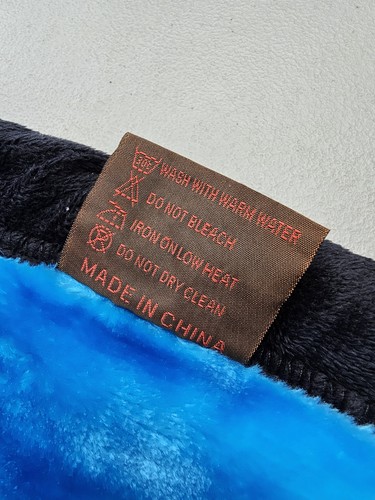 WASH WITH WARM WATER
DO NOT BLEACH
IRON ON LOW HEAT
DO NOT DRY CLEAN
MADE IN CHINA